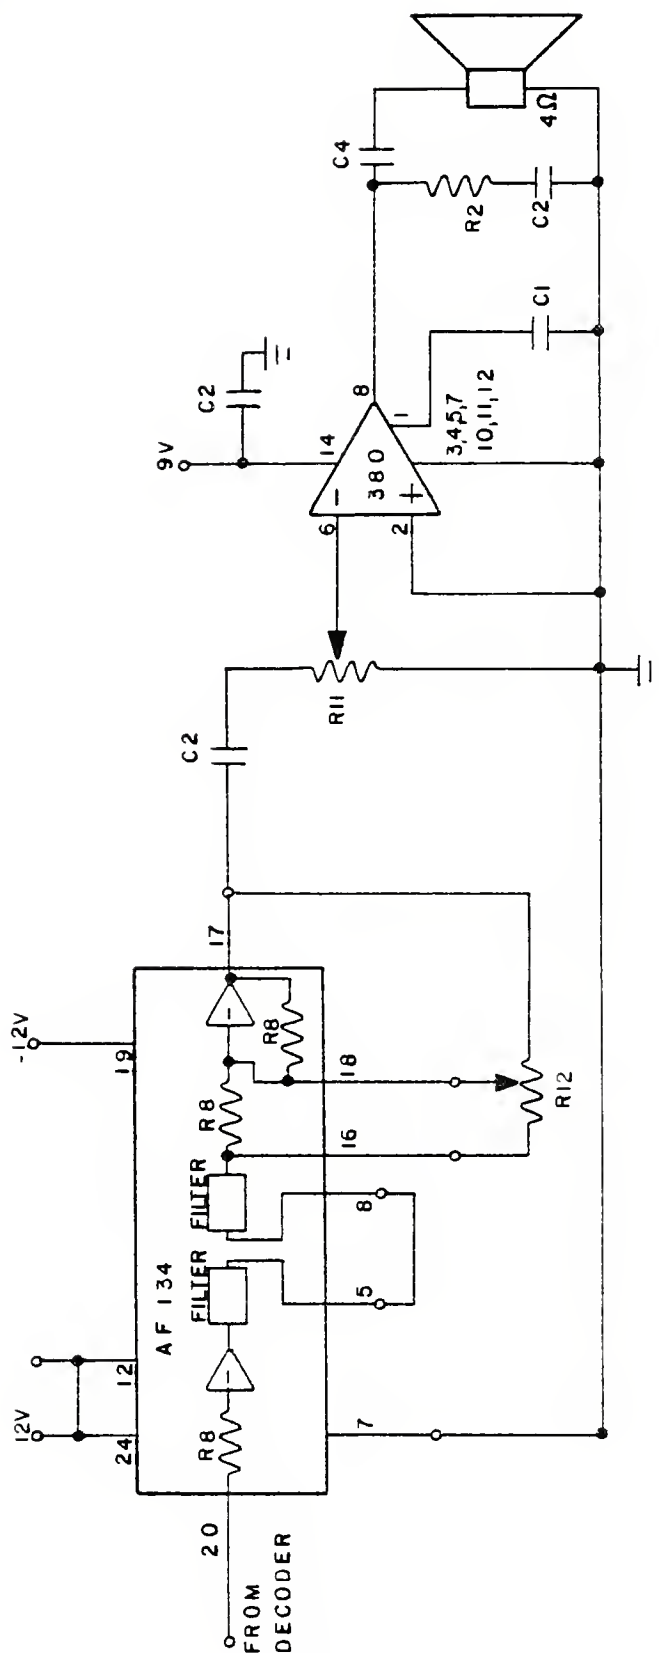 12V
-12V
24
12
19
AF 134
20
FROM
DECODER
R8
FILTER
FILTER
R8
R8
17
7
5
8
16
18
R12
C2
R11
9V
C2
14
6
2
-
+
380
8
1
3,4,5,7
10,11,12
C1
C4
R2
C2
4Ω